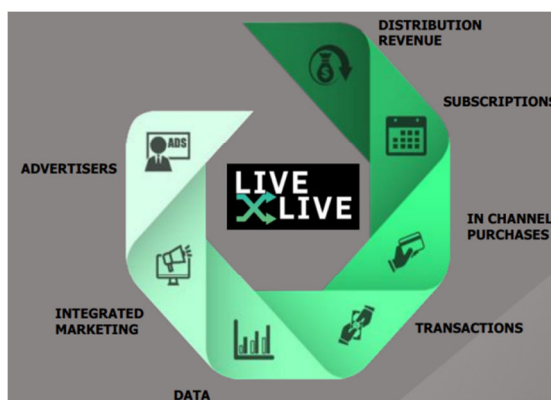 DISTRIBUTION
REVENUE
SUBSCRIPTIONS
ADS
ADVERTISERS
LIVE
LIVE
IN CHANNEL
PURCHASES
INTEGRATED
MARKETING
TRANSACTIONS
DATA